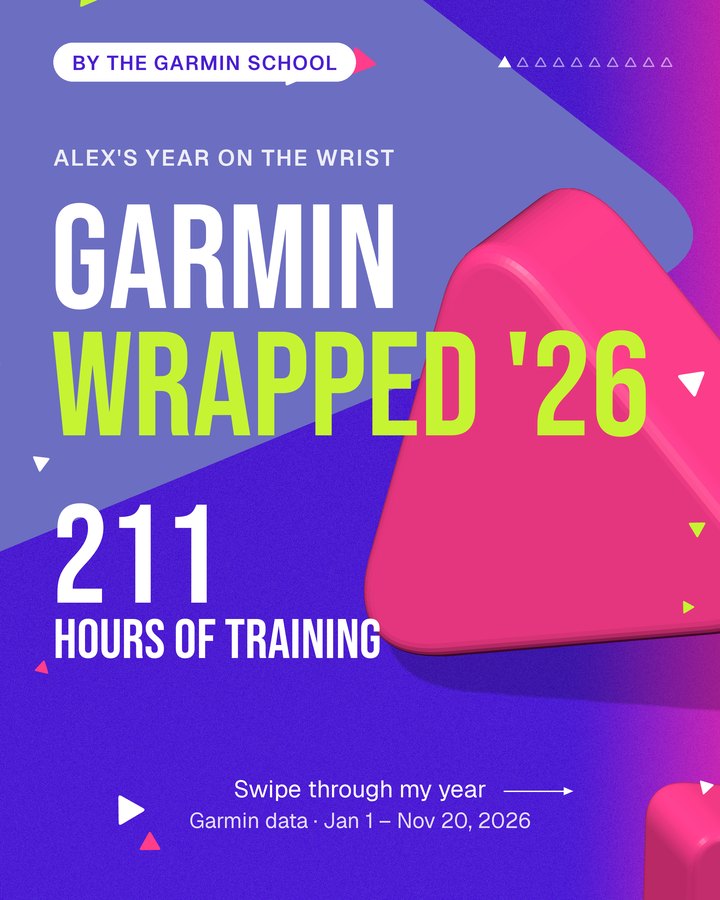 BY THE GARMIN SCHOOL
ALEX'S YEAR ON THE WRIST
GARMIN
WRAPPED '26
211
HOURS OF TRAINING
Swipe through my year
Garmin data · Jan 1 – Nov 20, 2026